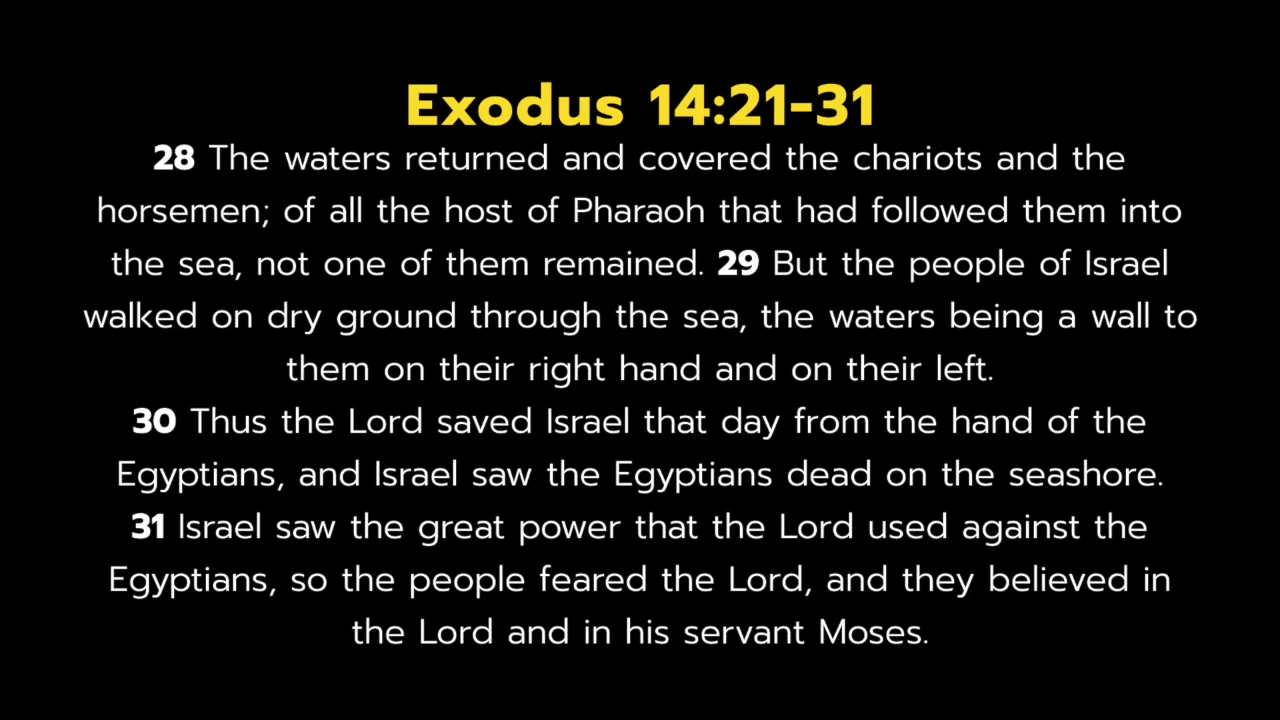 Exodus 14:21-31
28 The waters returned and covered the chariots and the
horsemen; of all the host of Pharaoh that had followed them into
the sea, not one of them remained. 29 But the people of Israel
walked on dry ground through the sea, the waters being a wall to
them on their right hand and on their left.
30 Thus the Lord saved Israel that day from the hand of the
Egyptians, and Israel saw the Egyptians dead on the seashore.
31 Israel saw the great power that the Lord used against the
Egyptians, so the people feared the Lord, and they believed in
the Lord and in his servant Moses.